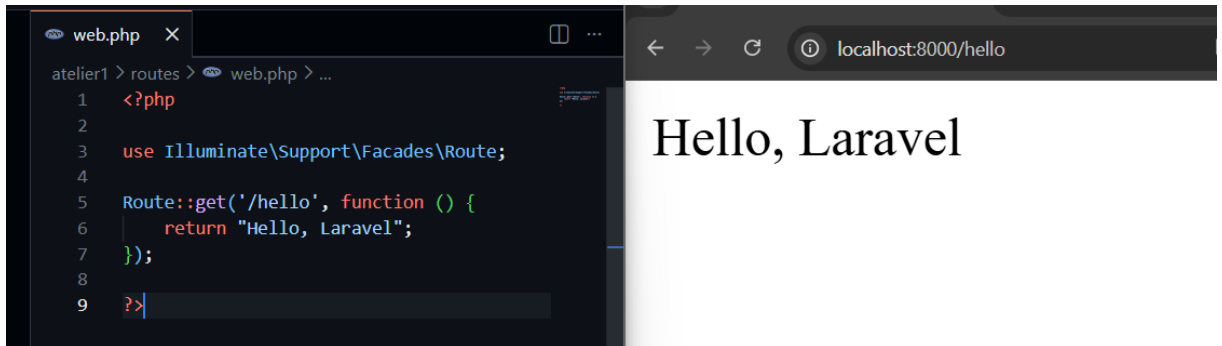 web.php
atelier1 > routes > web.php > ...
1 <?php
2
3 use Illuminate\Support\Facades\Route;
4
5 Route::get('/hello', function () {
6     return "Hello, Laravel";
7 });
8
9 ?>
localhost:8000/hello
Hello, Laravel